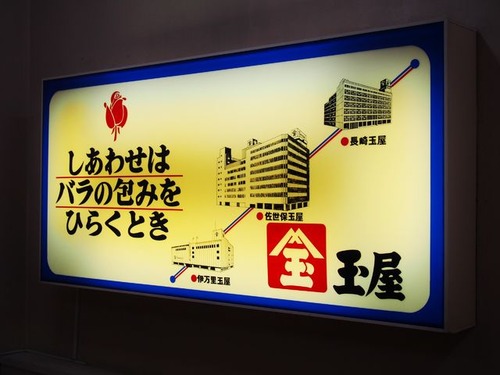 しあわせは
バラの包みを
ひらくとき
長崎玉屋
佐世保玉屋
伊万里玉屋
玉
玉屋